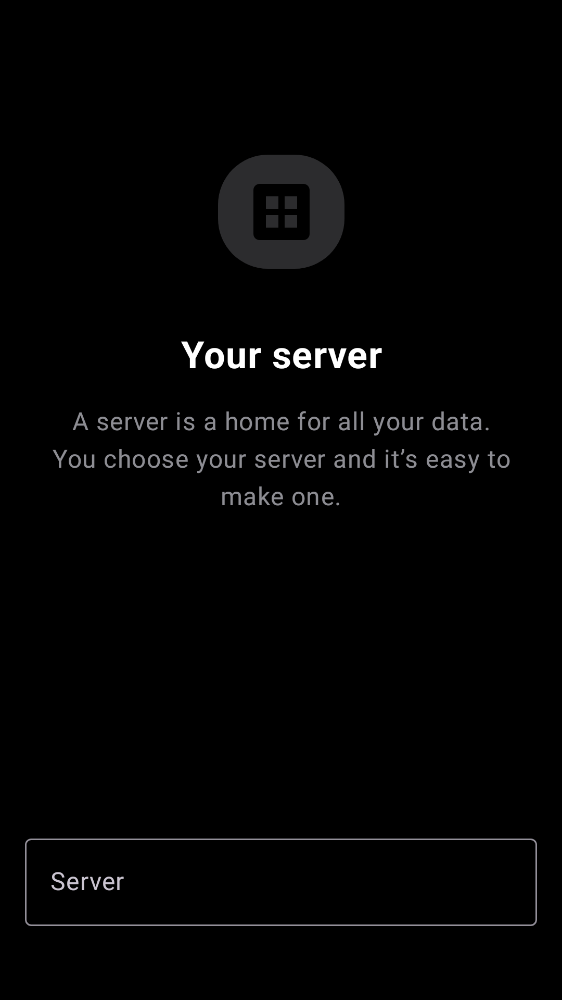 Your server
A server is a home for all your data.
You choose your server and it’s easy to
make one.
Server